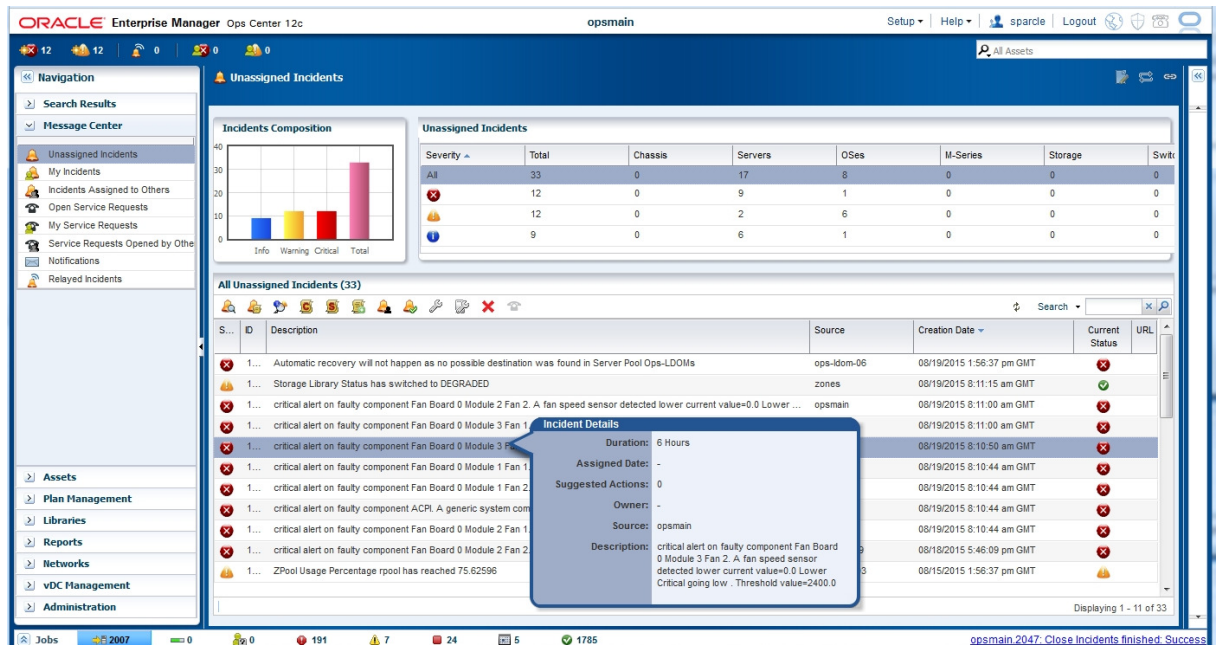 ORACLE Enterprise Manager Ops Center 12c
opsmain
Setup Help sparcle Logout
12 12 0 0 0
All Assets
Navigation
Search Results
Message Center
Unassigned Incidents
My Incidents
Incidents Assigned to Others
Open Service Requests
My Service Requests
Service Requests Opened by Othe
Notifications
Relayed Incidents
Assets
Plan Management
Libraries
Reports
Networks
vDC Management
Administration
Unassigned Incidents
Incidents Composition
40
30
20
10
0
Info Warning Critical Total
Unassigned Incidents
Severity Total Chassis Servers OSes M-Series Storage Switc
All 33 0 17 8 0 0 0
12 0 9 1 0 0 0
12 0 2 6 0 0 0
9 0 6 1 0 0 0
All Unassigned Incidents (33)
Search
S... ID Description Source Creation Date Current Status URL
1... Automatic recovery will not happen as no possible destination was found in Server Pool Ops-LDOMs ops-ldom-06 08/19/2015 1:56:37 pm GMT
1... Storage Library Status has switched to DEGRADED zones 08/19/2015 8:11:15 am GMT
1... critical alert on faulty component Fan Board 0 Module 2 Fan 2. A fan speed sensor detected lower current value=0.0 Lower ... opsmain 08/19/2015 8:11:00 am GMT
1... critical alert on faulty component Fan Board 0 Module 3 Fan 1. 08/19/2015 8:11:00 am GMT
1... critical alert on faulty component Fan Board 0 Module 3 F 08/19/2015 8:10:50 am GMT
1... critical alert on faulty component Fan Board 0 Module 1 Fan 1. 08/19/2015 8:10:44 am GMT
1... critical alert on faulty component Fan Board 0 Module 1 Fan 2. 08/19/2015 8:10:44 am GMT
1... critical alert on faulty component ACPI. A generic system com 08/19/2015 8:10:44 am GMT
1... critical alert on faulty component Fan Board 0 Module 2 Fan 1. 08/19/2015 8:10:44 am GMT
1... critical alert on faulty component Fan Board 0 Module 2 Fan 2. 9 08/18/2015 5:46:09 pm GMT
1... ZPool Usage Percentage rpool has reached 75.62596 3 08/15/2015 1:56:37 pm GMT
Incident Details
Duration: 6 Hours
Assigned Date: -
Suggested Actions: 0
Owner: -
Source: opsmain
Description: critical alert on faulty component Fan Board
0 Module 3 Fan 2. A fan speed sensor
detected lower current value=0.0 Lower
Critical going low . Threshold value=2400.0
Displaying 1 - 11 of 33
Jobs 2007 0 0 191 7 24 5 1785
opsmain.2047: Close Incidents finished: Success